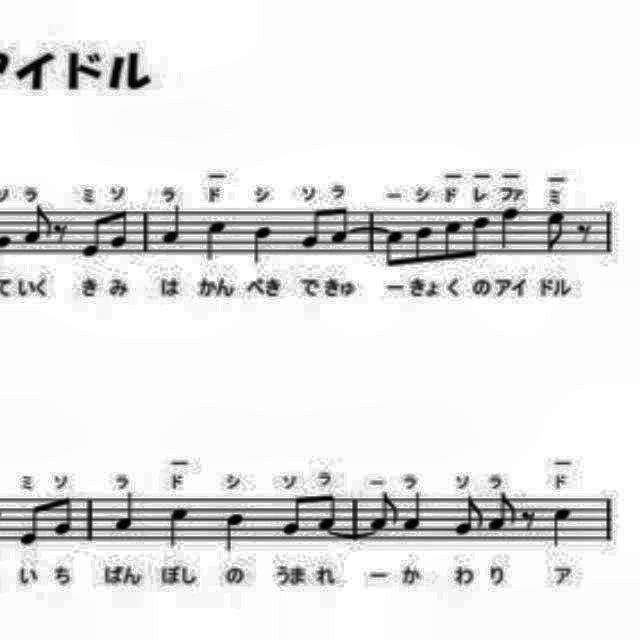 アイドル
ソ ラ ミ ソ ラ ド シ ソ ラ ー シ ド レ ファ ミ
ていく き み は かん ぺき で きゅ ー きょ く の アイ ドル
ミ ソ ラ ド シ ソ ラ ー ラ ソ ラ ド
い ち ばん ぼし の うま れ ー か わ り ア